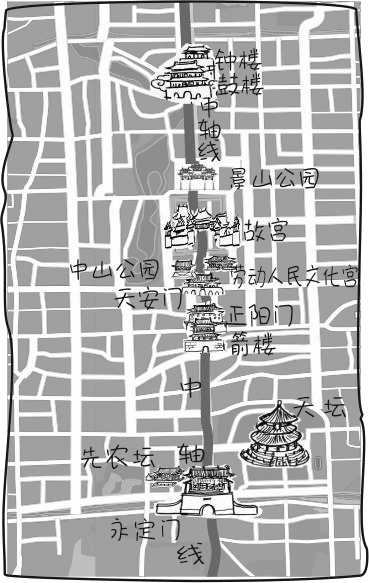 钟楼
鼓楼
中
轴
线
景山公园
故宫
中山公园
劳动人民文化宫
天安门
正阳门
箭楼
中
天坛
先农坛
轴
永定门
线